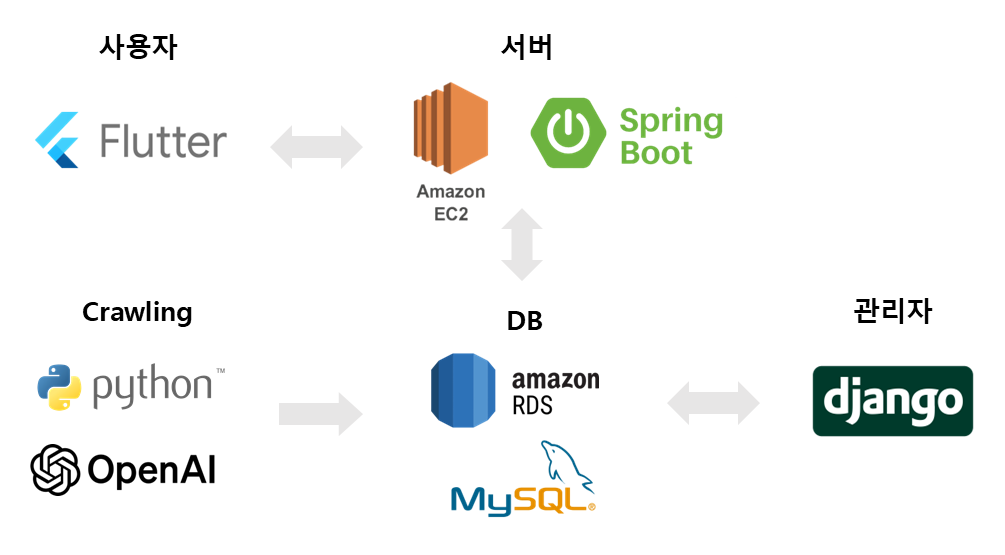 사용자
서버
Flutter
Amazon
EC2
Spring
Boot
Crawling
DB
관리자
python™
amazon
RDS
django
OpenAI
MySQL®